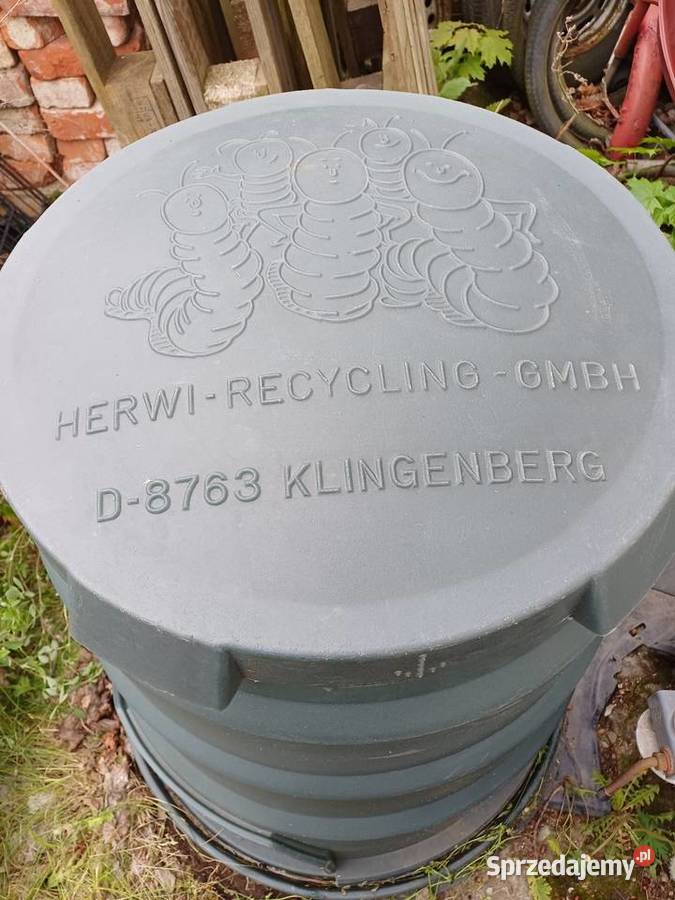 HERWI-RECYCLING-GMBH
D-8763 KLINGENBERG
Sprzedajemy.pl